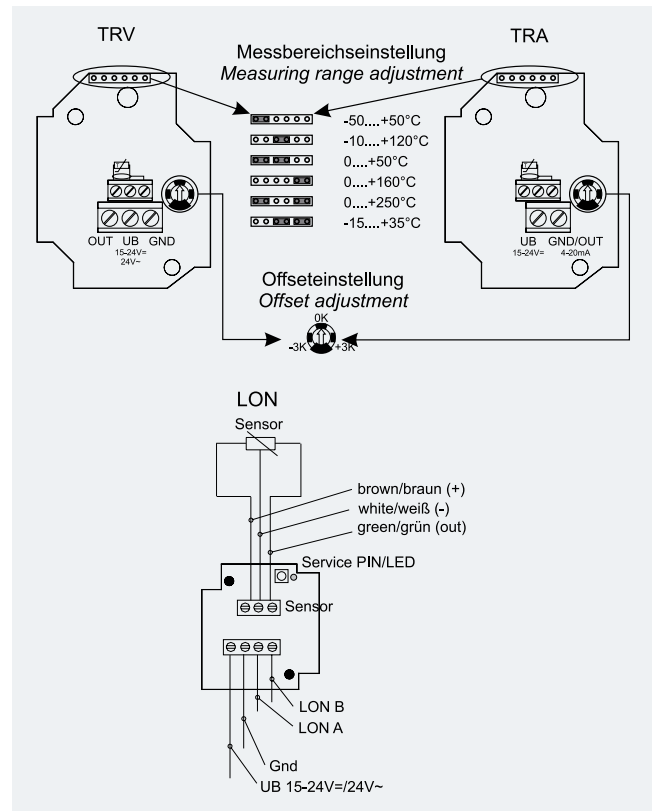 TRV
TRA
Messbereichseinstellung
Measuring range adjustment
-50....+50°C
-10....+120°C
0....+50°C
0....+160°C
0....+250°C
-15....+35°C
OUT UB GND
15-24V=
24V~
UB GND/OUT
15-24V= 4-20mA
Offseteinstellung
Offset adjustment
0K
-3K +3K
LON
Sensor
brown/braun (+)
white/weiß (-)
green/grün (out)
Service PIN/LED
Sensor
LON B
LON A
Gnd
UB 15-24V=/24V~